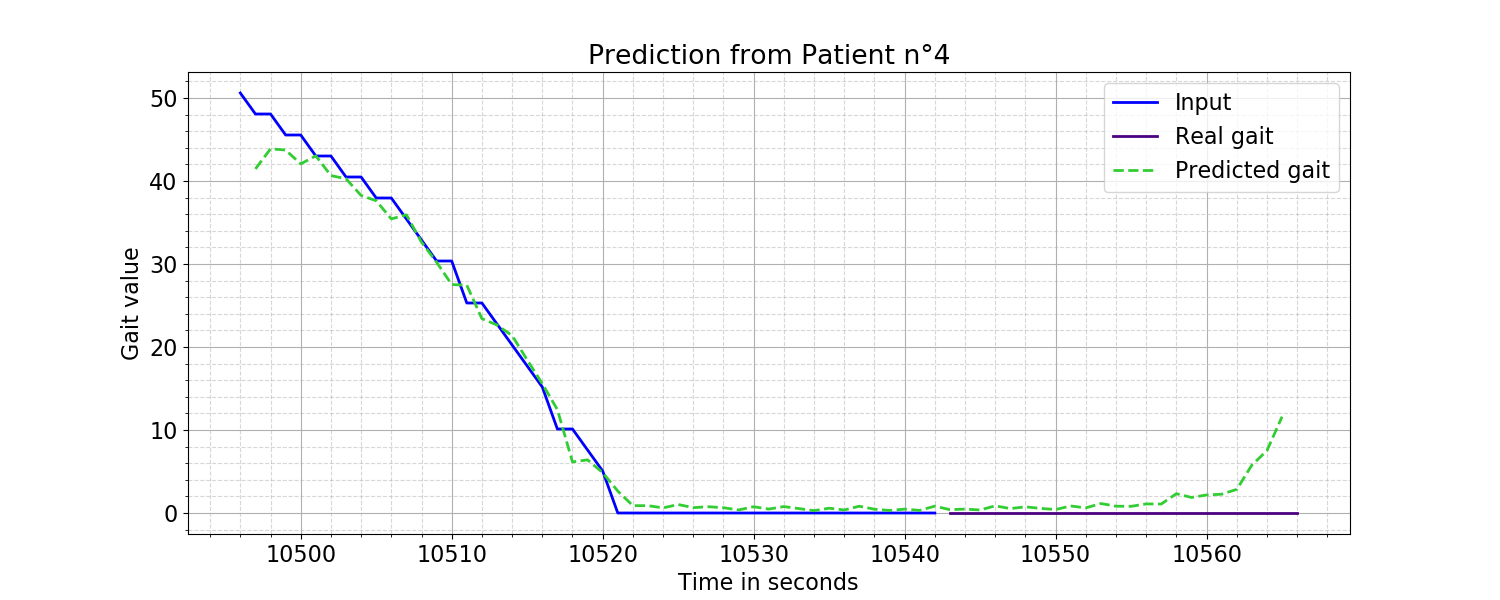 Prediction from Patient n°4
Input
Real gait
Predicted gait
Gait value
50
40
30
20
10
0
10500 10510 10520 10530 10540 10550 10560
Time in seconds